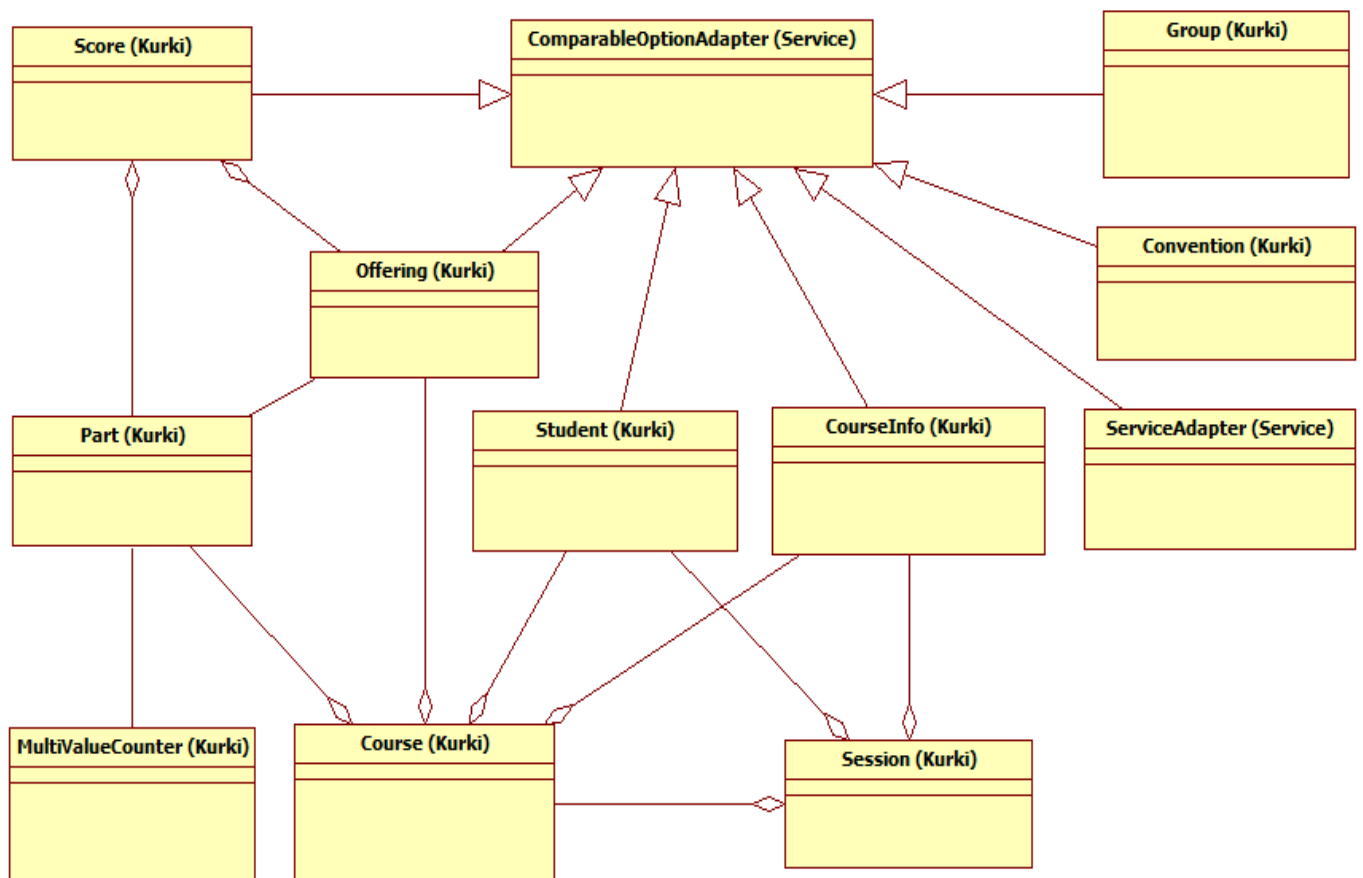 Score (Kurki)
ComparableOptionAdapter (Service)
Group (Kurki)
Convention (Kurki)
Offering (Kurki)
Part (Kurki)
Student (Kurki)
CourseInfo (Kurki)
ServiceAdapter (Service)
MultiValueCounter (Kurki)
Course (Kurki)
Session (Kurki)